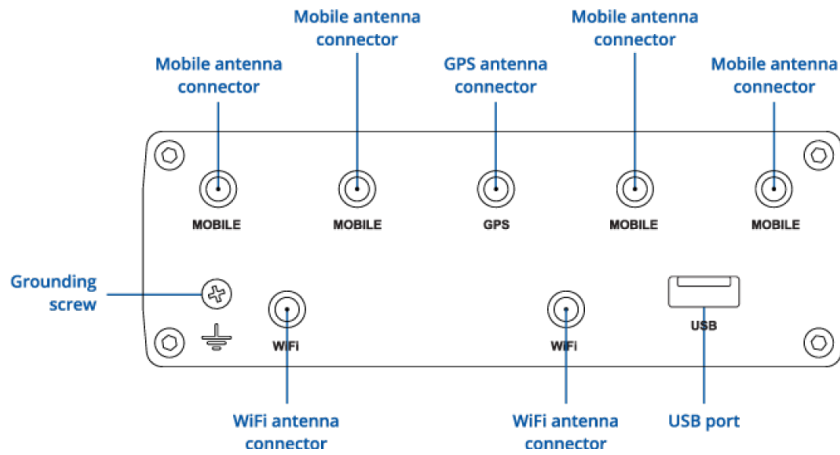 Mobile antenna
connector
Mobile antenna
connector
Mobile antenna
connector
GPS antenna
connector
Mobile antenna
connector
MOBILE
MOBILE
GPS
MOBILE
MOBILE
Grounding
screw
WiFi
WiFi
USB
WiFi antenna
connector
WiFi antenna
connector
USB port